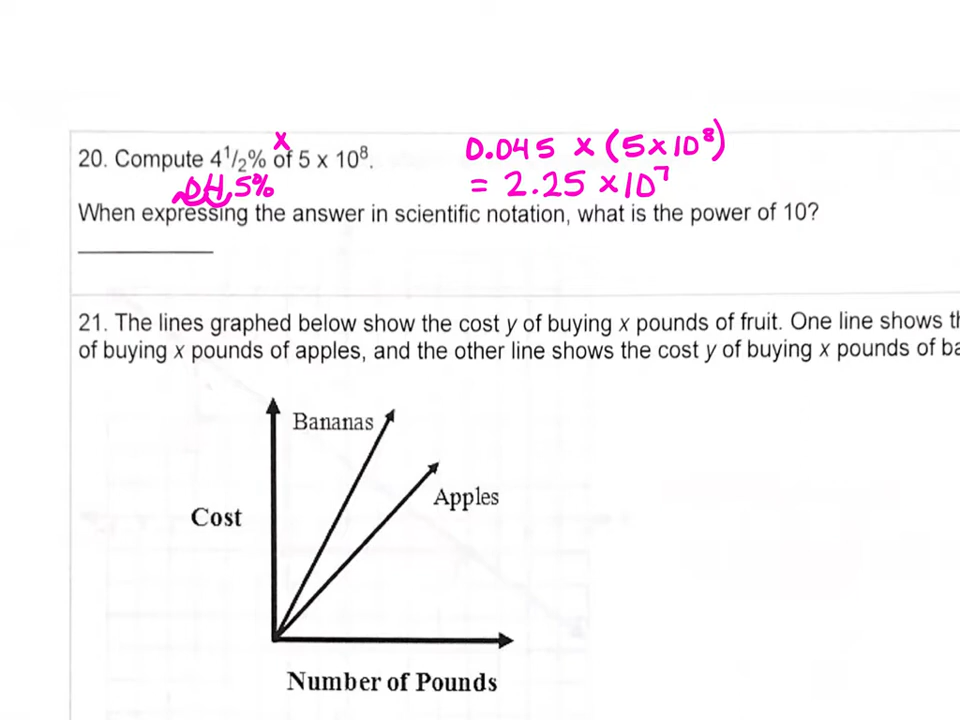 x
0.045 x (5x10⁸)
20. Compute 4¹/₂% of 5 x 10⁸.
04.5%
= 2.25 x10⁷
When expressing the answer in scientific notation, what is the power of 10?
21. The lines graphed below show the cost y of buying x pounds of fruit. One line shows th
of buying x pounds of apples, and the other line shows the cost y of buying x pounds of ba
Bananas
Apples
Cost
Number of Pounds